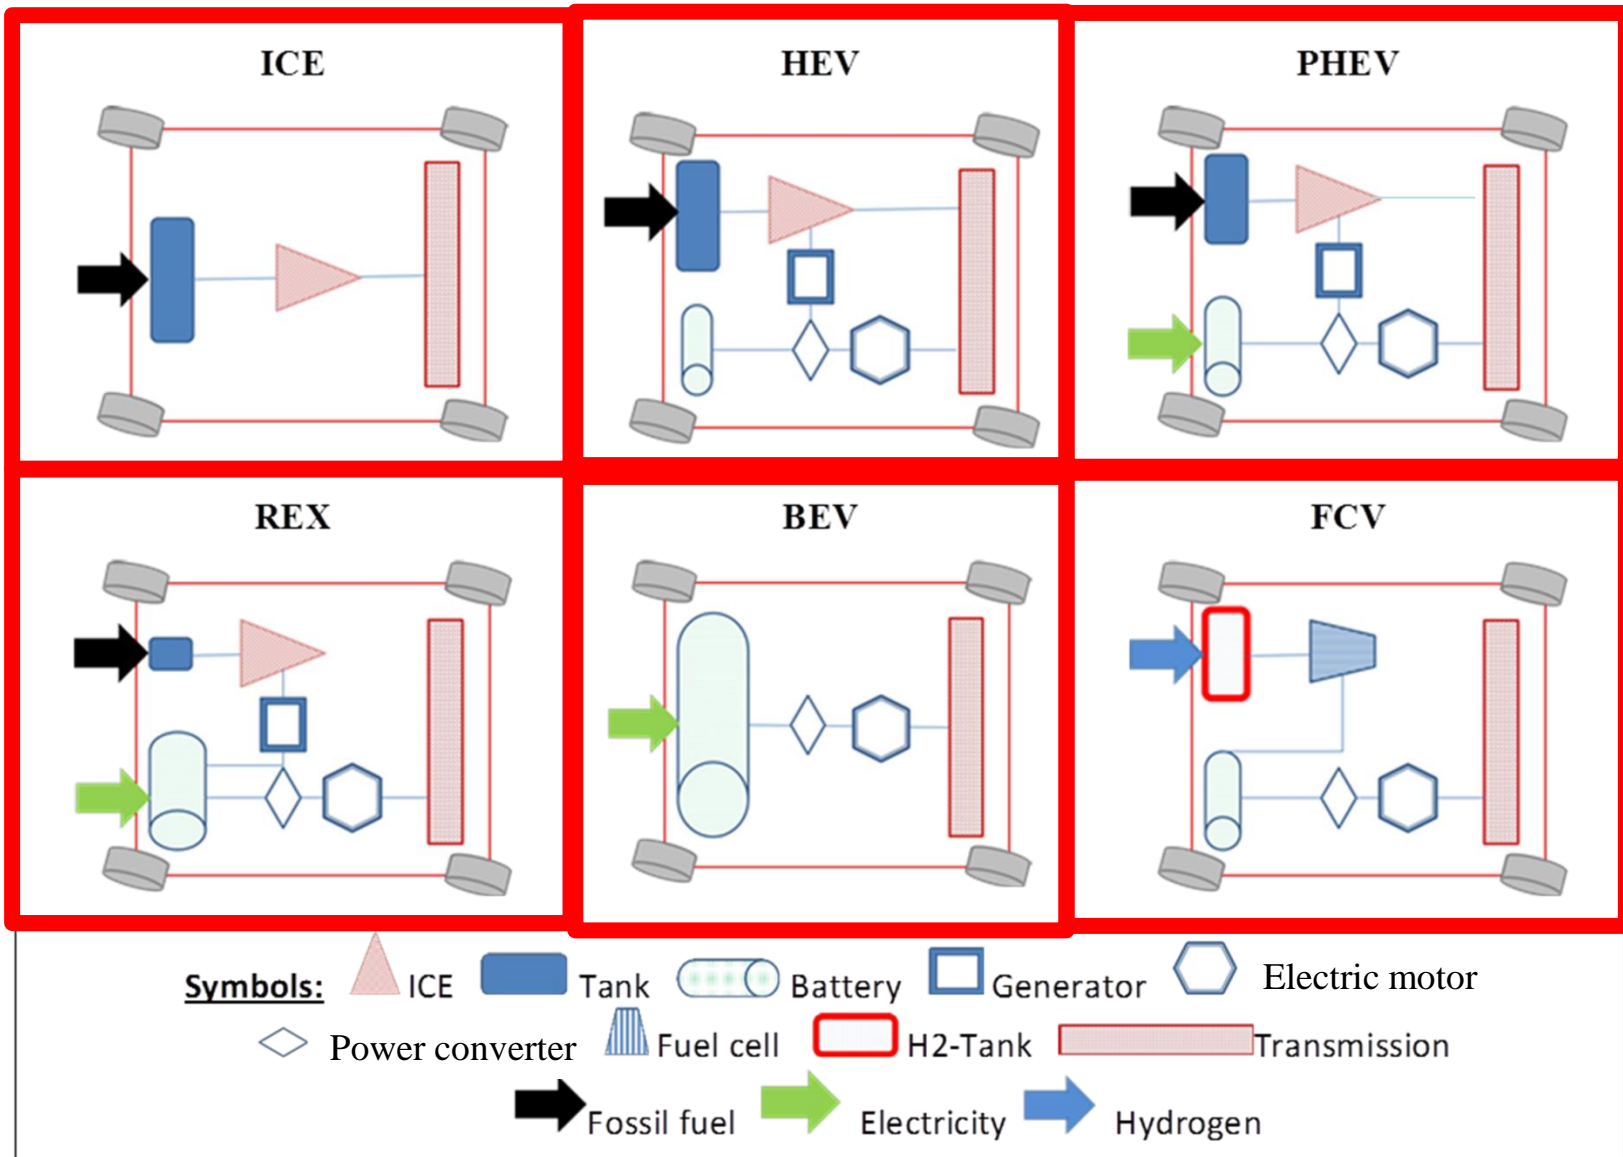 ICE
HEV
PHEV
REX
BEV
FCV
Symbols: ICE Tank Battery Generator Electric motor
Power converter Fuel cell H2-Tank Transmission
Fossil fuel Electricity Hydrogen